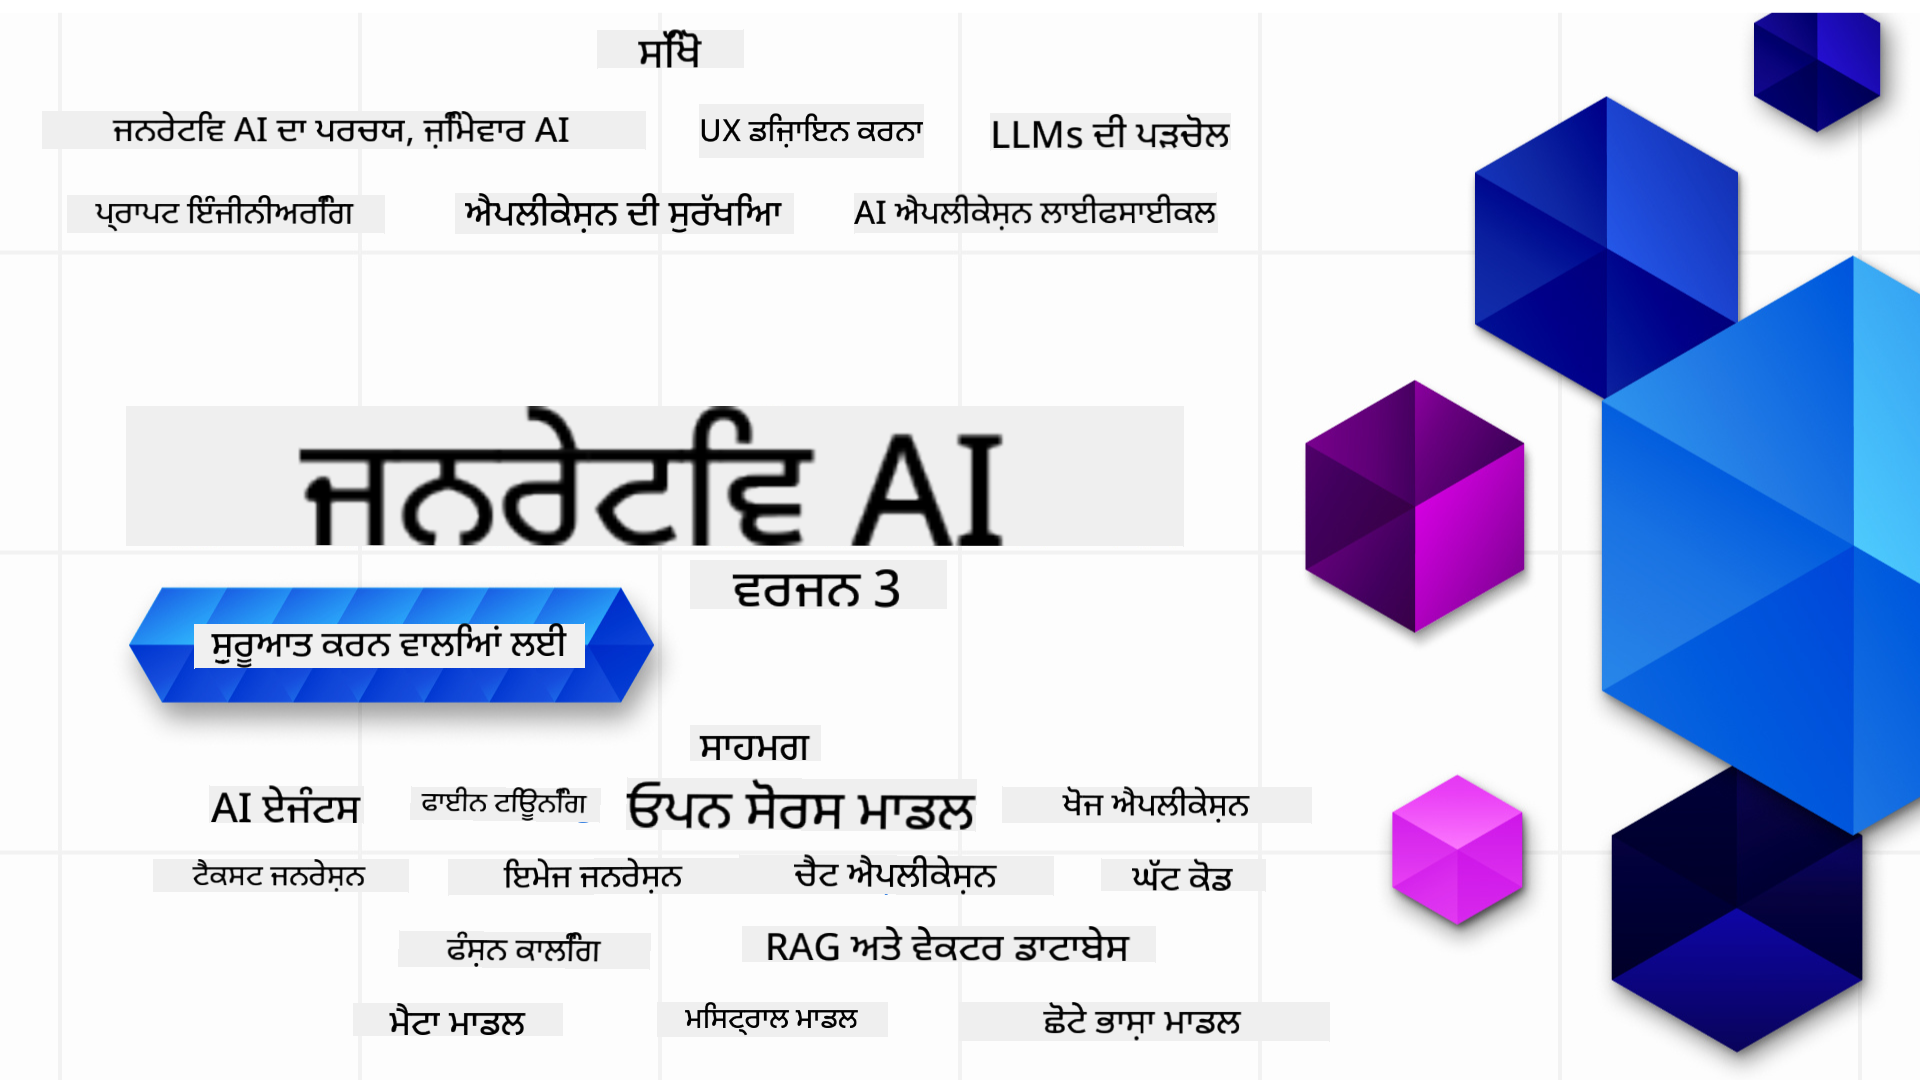 ਸਿੱਖੋ
ਜਨਰੇਟਿਵ AI ਦਾ ਪਰਚਯ, ਜ਼ਿੰਮੇਵਾਰ AI
UX ਡਿਜ਼ਾਇਨ ਕਰਨਾ
LLMs ਦੀ ਪੜਚੋਲ
ਪ੍ਰਾਪਟ ਇੰਜੀਨੀਅਰਿੰਗ
ਐਪਲੀਕੇਸ਼ਨ ਦੀ ਸੁਰੱਖਿਆ
AI ਐਪਲੀਕੇਸ਼ਨ ਲਾਈਫਸਾਈਕਲ
ਜਨਰੇਟਿਵ AI
ਵਰਜਨ 3
ਸ਼ੁਰੂਆਤ ਕਰਨ ਵਾਲਿਆਂ ਲਈ
ਸਾਹਮਗ
AI ਏਜੰਟਸ
ਫਾਈਨ ਟਿਊਨਿੰਗ
ਓਪਨ ਸੋਰਸ ਮਾਡਲ
ਖੋਜ ਐਪਲੀਕੇਸ਼ਨ
ਟੈਕਸਟ ਜਨਰੇਸ਼ਨ
ਇਮੇਜ ਜਨਰੇਸ਼ਨ
ਚੈਟ ਐਪਲੀਕੇਸ਼ਨ
ਘੱਟ ਕੋਡ
ਫੰਸ਼ਨ ਕਾਲਿੰਗ
RAG ਅਤੇ ਵੇਕਟਰ ਡਾਟਾਬੇਸ
ਮੈਟਾ ਮਾਡਲ
ਮਿਸਟ੍ਰਾਲ ਮਾਡਲ
ਛੋਟੇ ਭਾਸ਼ਾ ਮਾਡਲ